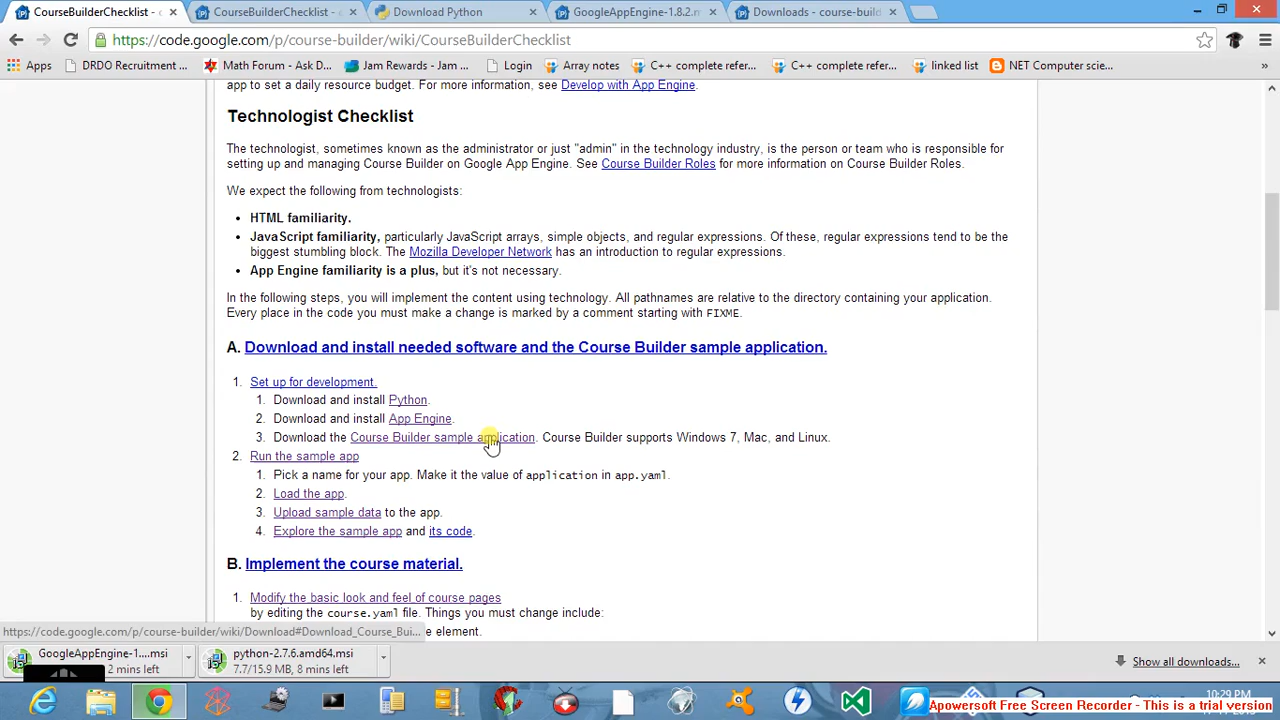 CourseBuilderChecklist -
CourseBuilderChecklist -
Download Python
GoogleAppEngine-1.8.2.m
Downloads - course-build
https://code.google.com/p/course-builder/wiki/CourseBuilderChecklist
Apps
DRDO Recruitment ...
Math Forum - Ask D...
Jam Rewards - Jam ...
Login
Array notes
C++ complete refer...
C++ complete refer...
linked list
NET Computer scie...
app to set a daily resource budget. For more information, see Develop with App Engine.
Technologist Checklist
The technologist, sometimes known as the administrator or just "admin" in the technology industry, is the person or team who is responsible for
setting up and managing Course Builder on Google App Engine. See Course Builder Roles for more information on Course Builder Roles.
We expect the following from technologists:
• HTML familiarity.
• JavaScript familiarity, particularly JavaScript arrays, simple objects, and regular expressions. Of these, regular expressions tend to be the
biggest stumbling block. The Mozilla Developer Network has an introduction to regular expressions.
• App Engine familiarity is a plus, but it's not necessary.
In the following steps, you will implement the content using technology. All pathnames are relative to the directory containing your application.
Every place in the code you must make a change is marked by a comment starting with FIXME.
A. Download and install needed software and the Course Builder sample application.
1. Set up for development.
1. Download and install Python.
2. Download and install App Engine.
3. Download the Course Builder sample application. Course Builder supports Windows 7, Mac, and Linux.
2. Run the sample app
1. Pick a name for your app. Make it the value of application in app.yaml.
2. Load the app.
3. Upload sample data to the app.
4. Explore the sample app and its code.
B. Implement the course material.
1. Modify the basic look and feel of course pages
by editing the course.yaml file. Things you must change include:
e element.
https://code.google.com/p/course-builder/wiki/Download#Download_Course_Bui...
GoogleAppEngine-1....msi
2 mins left
python-2.7.6.amd64.msi
7.7/15.9 MB, 8 mins left
Show all downloads...
10:29 PM
Apowersoft Free Screen Recorder - This is a trial version